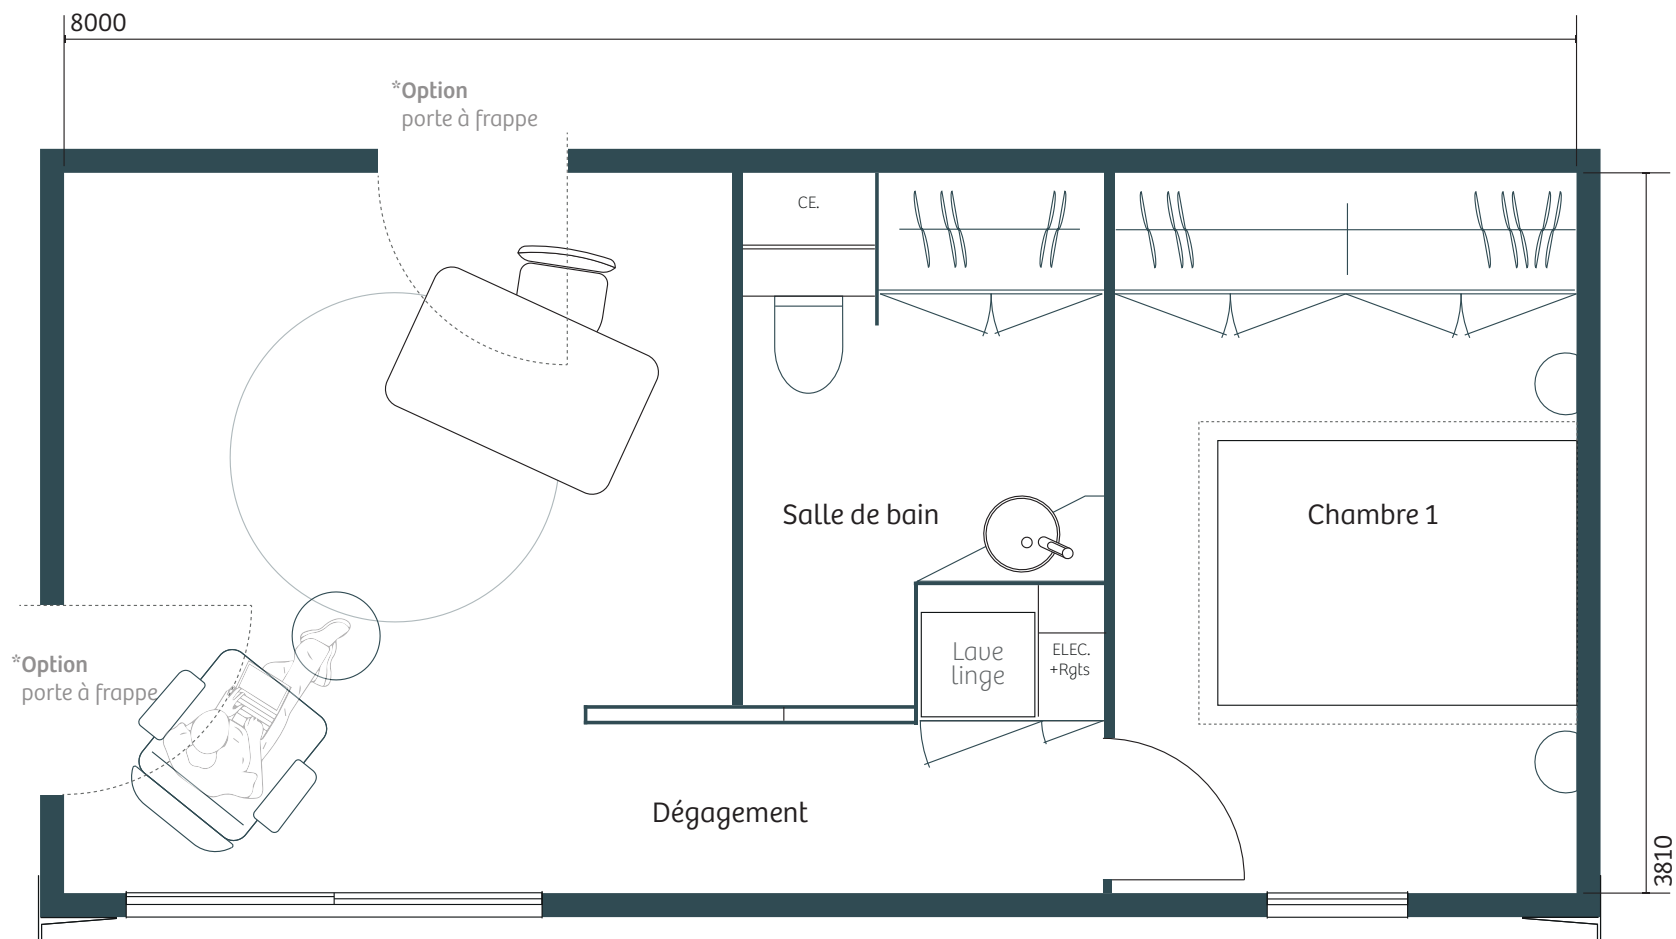 8000
*Option
porte à frappe
CE.
Salle de bain
Chambre 1
Lave
linge
ELEC.
+Rgts
*Option
porte à frappe
Dégagement
3810